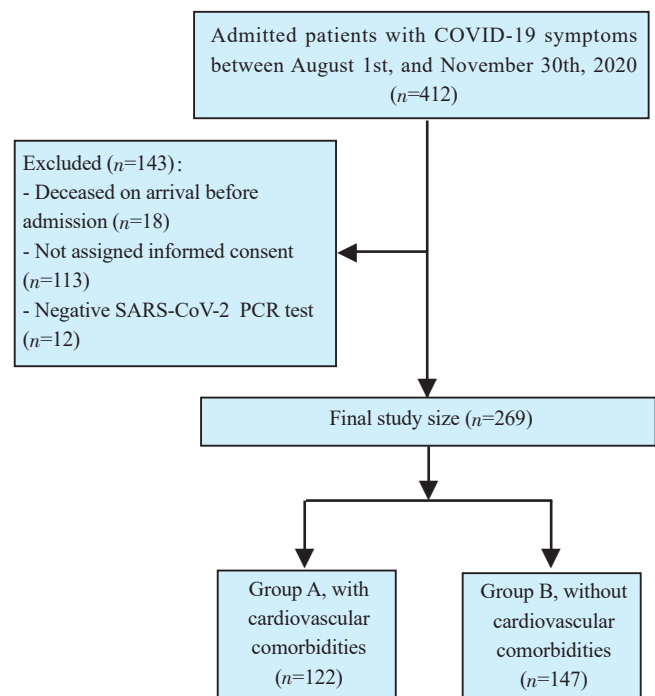 Admitted patients with COVID-19 symptoms
between August 1st, and November 30th, 2020
(n=412)
Excluded (n=143):
- Deceased on arrival before
admission (n=18)
- Not assigned informed consent
(n=113)
- Negative SARS-CoV-2 PCR test
(n=12)
Final study size (n=269)
Group A, with
cardiovascular
comorbidities
(n=122)
Group B, without
cardiovascular
comorbidities
(n=147)